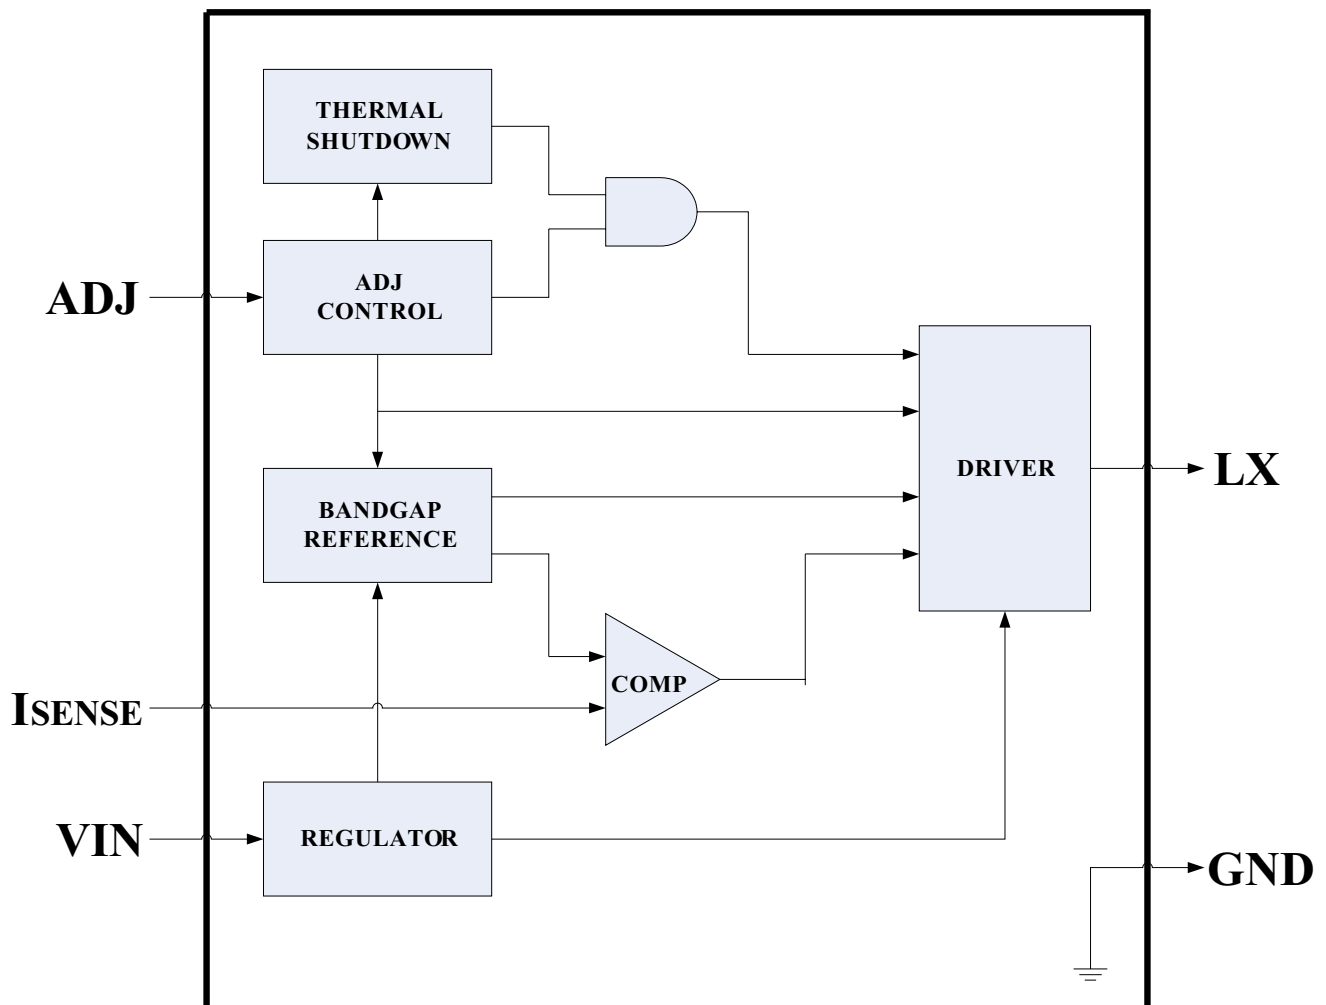 THERMAL
SHUTDOWN
ADJ
ADJ
CONTROL
DRIVER
LX
BANDGAP
REFERENCE
COMP
ISENSE
VIN
REGULATOR
GND